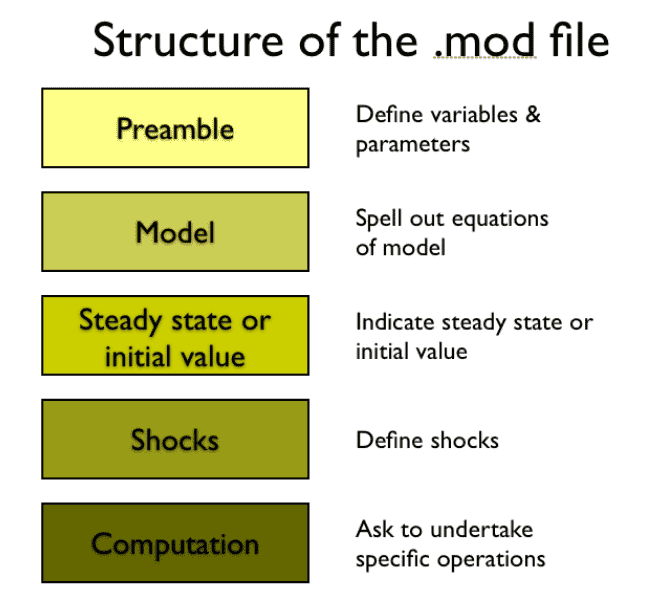 Structure of the .mod file
Preamble
Define variables &
parameters
Model
Spell out equations
of model
Steady state or
initial value
Indicate steady state or
initial value
Shocks
Define shocks
Computation
Ask to undertake
specific operations